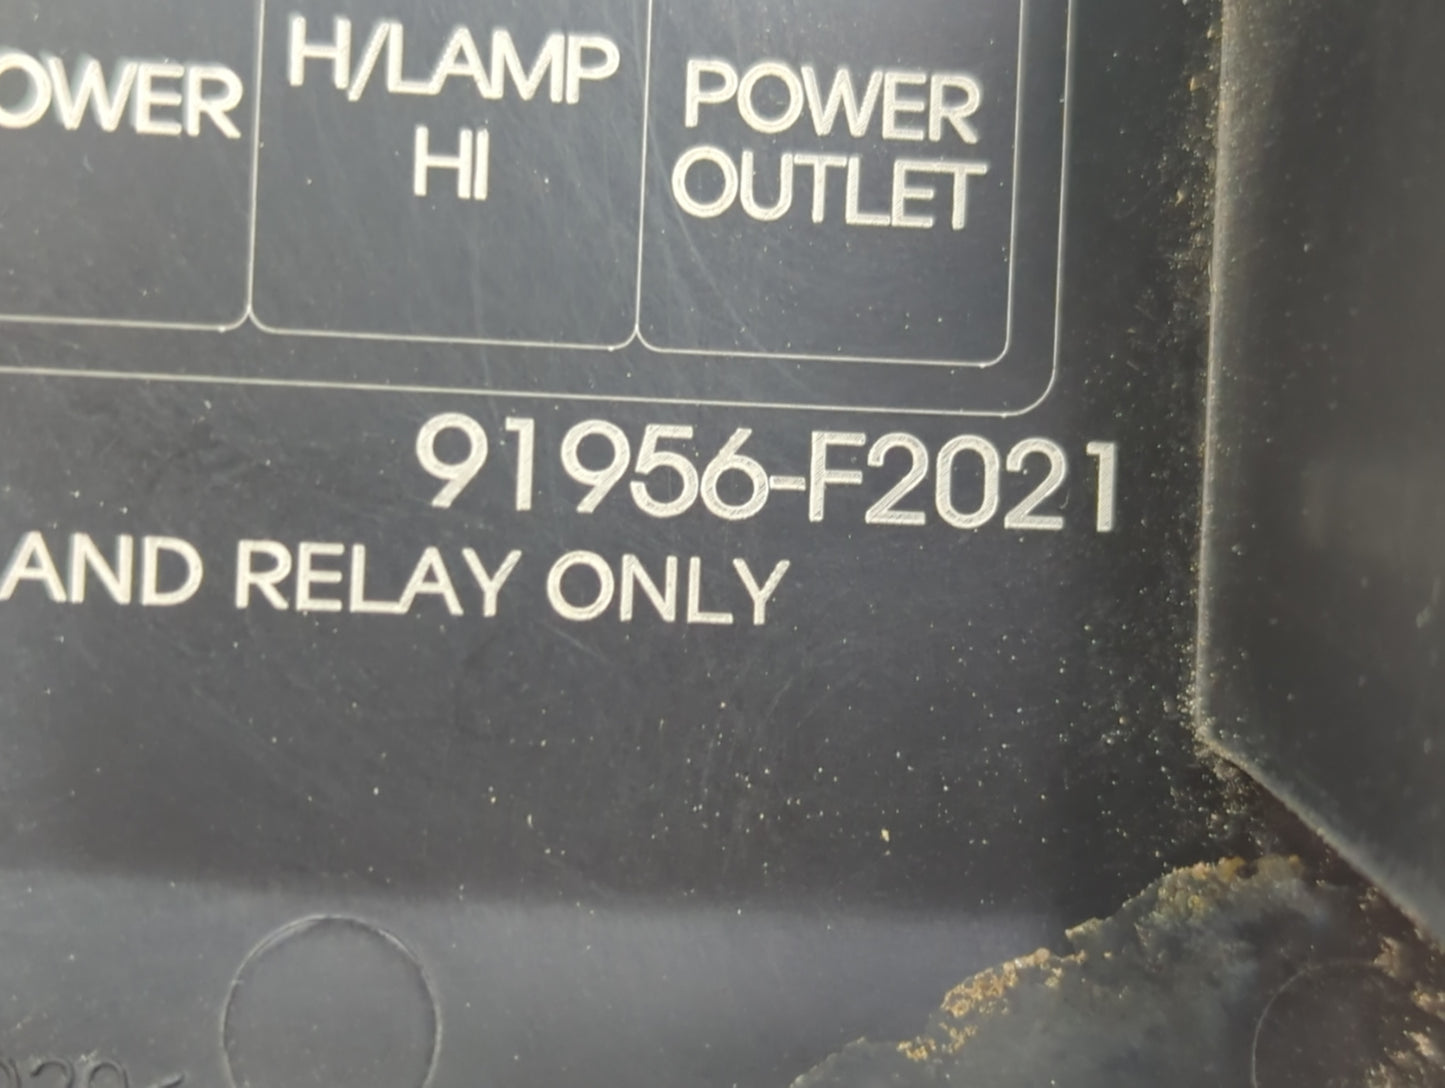 OWER
H/LAMP
HI
POWER
OUTLET
91956-F2021
AND RELAY ONLY